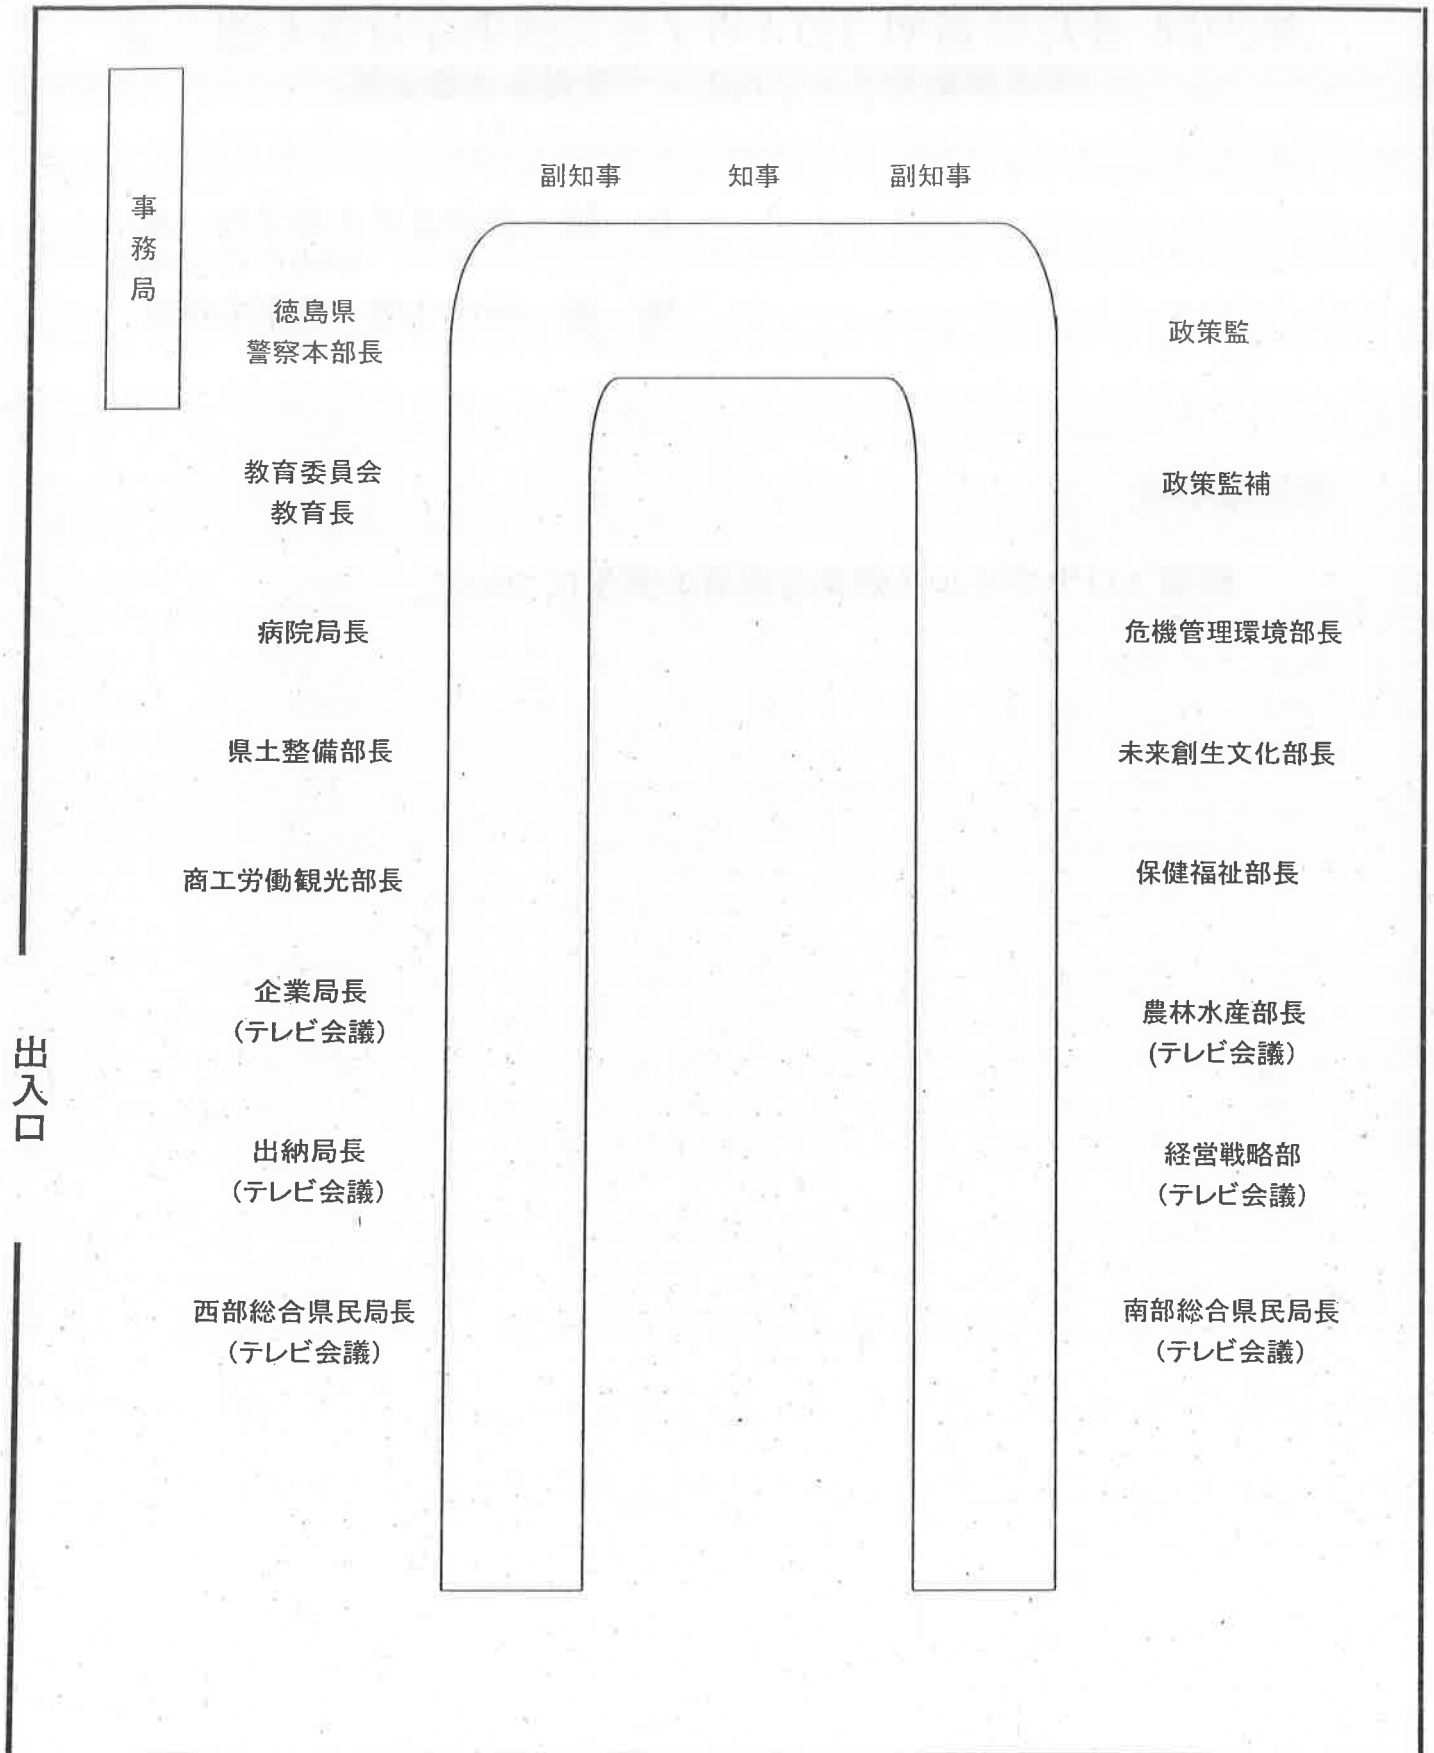 副知事 知事 副知事
事務局
徳島県
警察本部長
政策監
教育委員会
教育長
政策監補
病院局長
危機管理環境部長
県土整備部長
未来創生文化部長
商工労働観光部長
保健福祉部長
企業局長
(テレビ会議)
農林水産部長
(テレビ会議)
出入口
出納局長
(テレビ会議)
経営戦略部
(テレビ会議)
西部総合県民局長
(テレビ会議)
南部総合県民局長
(テレビ会議)